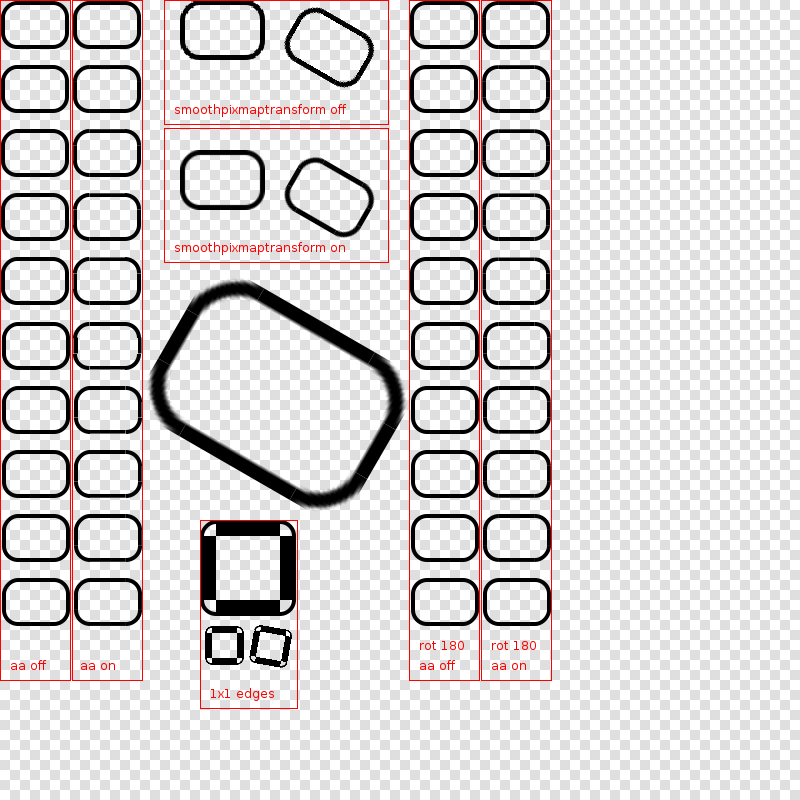 smoothpixmaptransform off
smoothpixmaptransform on
aa off
aa on
1x1 edges
rot 180
aa off
rot 180
aa on